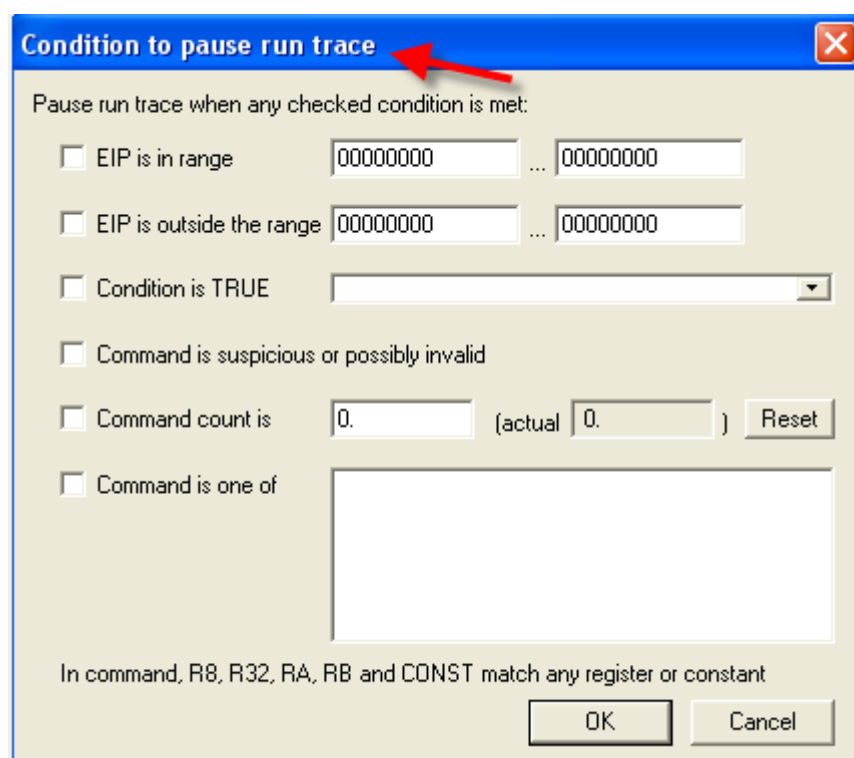 Condition to pause run trace
Pause run trace when any checked condition is met:
EIP is in range 00000000 ... 00000000
EIP is outside the range 00000000 ... 00000000
Condition is TRUE
Command is suspicious or possibly invalid
Command count is 0. (actual 0. ) Reset
Command is one of
In command, R8, R32, RA, RB and CONST match any register or constant
OK Cancel